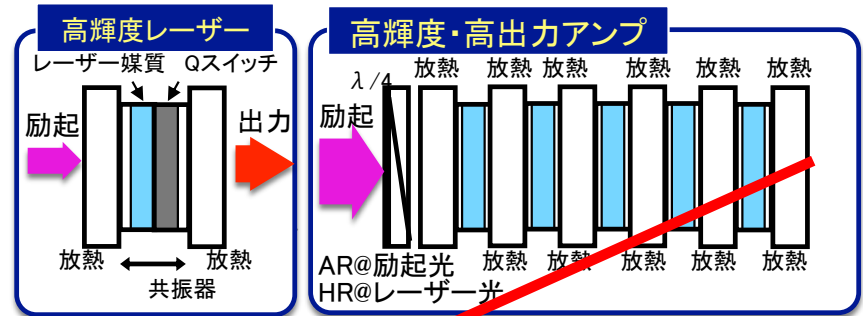 高輝度レーザー
レーザー媒質 Qスイッチ
励起
出力
放熱
放熱
共振器
高輝度・高出力アンプ
λ/4
放熱 放熱 放熱 放熱 放熱
励起
AR@励起光
HR@レーザー光
放熱 放熱 放熱 放熱 放熱